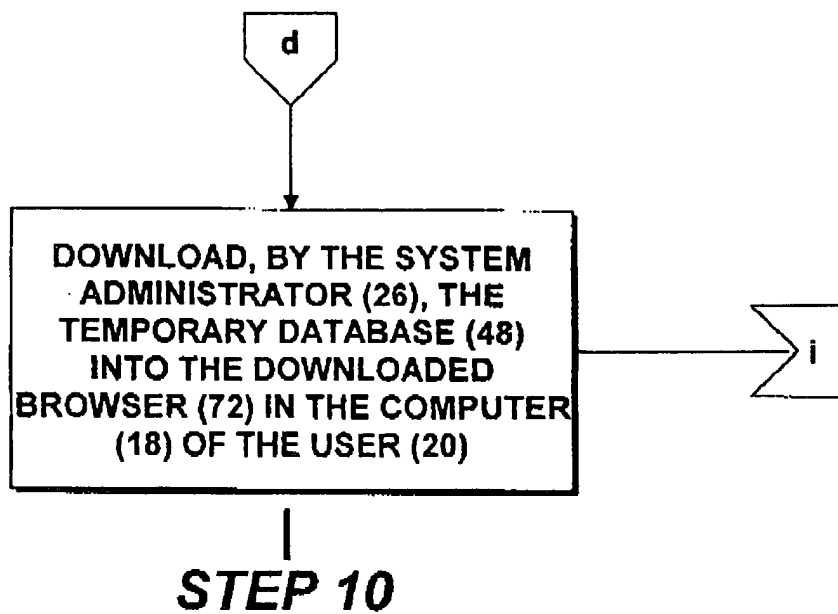 d
DOWNLOAD, BY THE SYSTEM
ADMINISTRATOR (26), THE
TEMPORARY DATABASE (48)
INTO THE DOWNLOADED
BROWSER (72) IN THE COMPUTER
(18) OF THE USER (20)
i
STEP 10